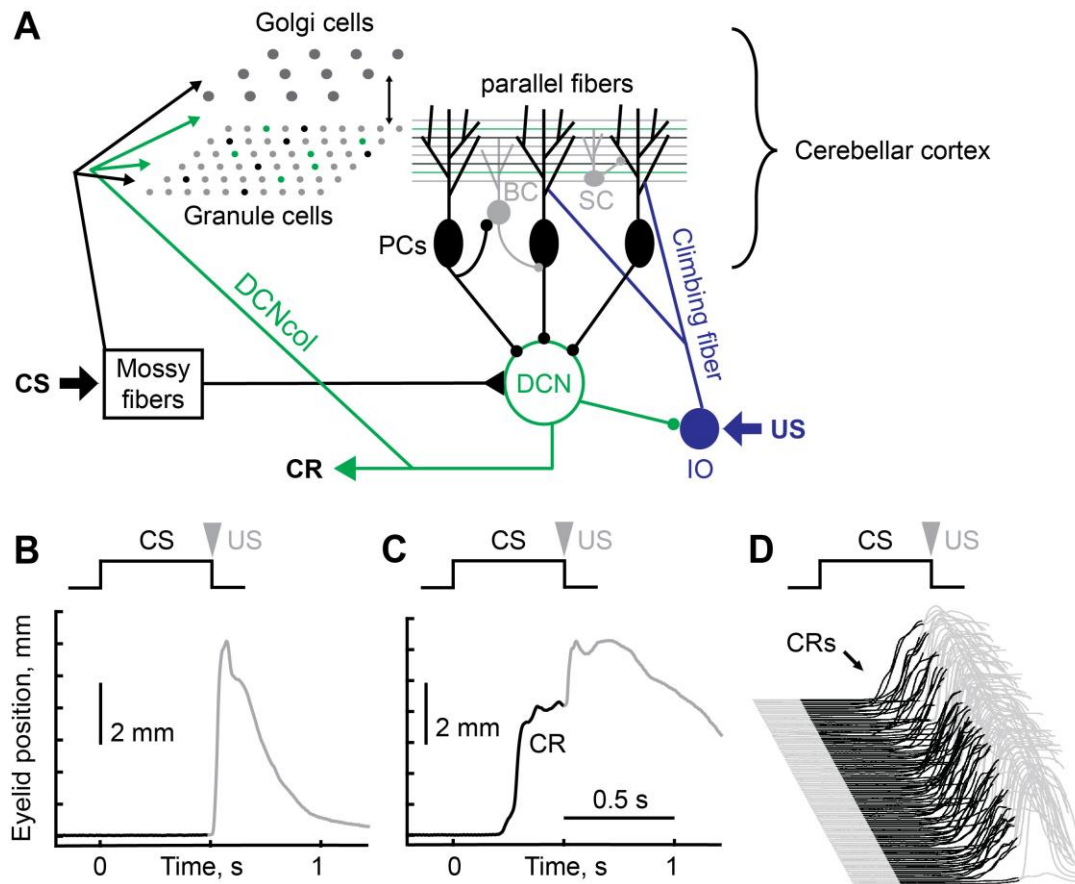 A
Golgi cells
parallel fibers
Cerebellar cortex
Granule cells
BC
SC
PCs
Climbing fiber
DCNcol
CS
Mossy
fibers
DCN
US
IO
CR
B
CS
US
Eyelid position, mm
2 mm
0
Time, s
1
C
CS
US
2 mm
CR
0.5 s
0
Time, s
1
D
CS
US
CRs